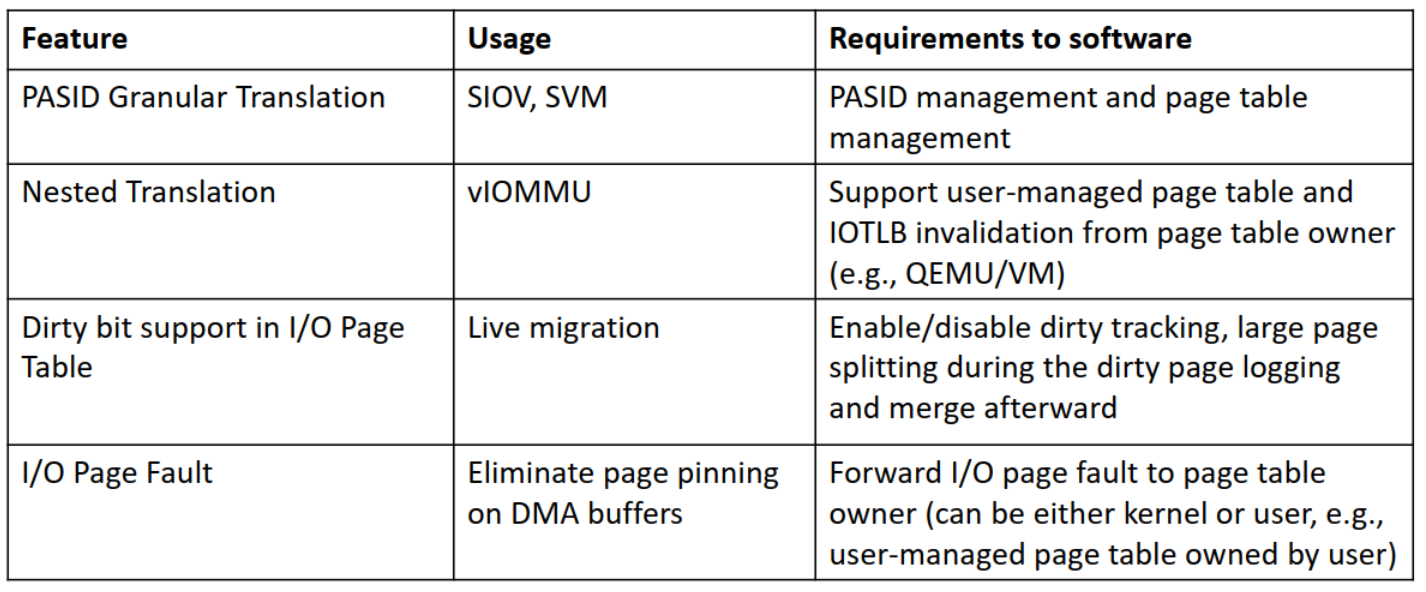 Feature
Usage
Requirements to software
PASID Granular Translation
SIOV, SVM
PASID management and page table
management
Nested Translation
vIOMMU
Support user-managed page table and
IOTLB invalidation from page table owner
(e.g., QEMU/VM)
Dirty bit support in I/O Page
Table
Live migration
Enable/disable dirty tracking, large page
splitting during the dirty page logging
and merge afterward
I/O Page Fault
Eliminate page pinning
on DMA buffers
Forward I/O page fault to page table
owner (can be either kernel or user, e.g.,
user-managed page table owned by user)